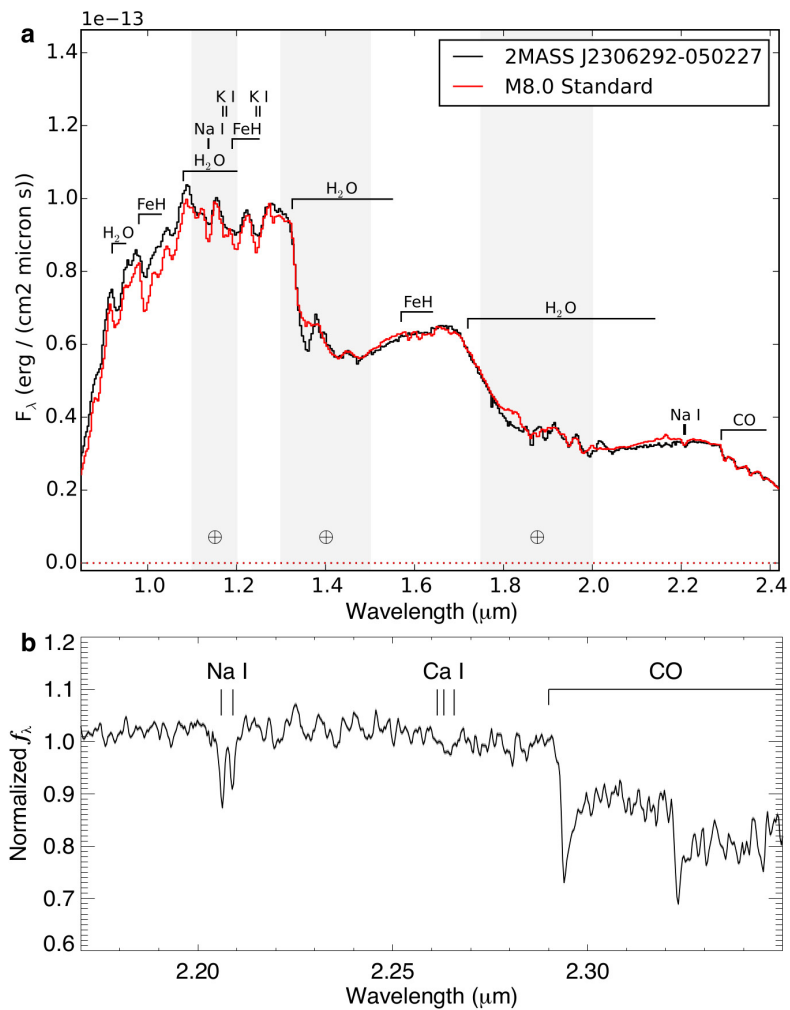 a
1e−13
2MASS J2306292-050227
M8.0 Standard
K I K I
Na I FeH
H₂O
FeH
H₂O
H₂O
FeH
H₂O
Na I
CO
1.4
1.2
1.0
0.8
0.6
0.4
0.2
0.0
F_λ (erg / (cm2 micron s))
⊕ ⊕ ⊕
1.0 1.2 1.4 1.6 1.8 2.0 2.2 2.4
Wavelength (μm)
b
Na I Ca I CO
1.2
1.1
1.0
0.9
0.8
0.7
0.6
Normalized f_λ
2.20 2.25 2.30
Wavelength (μm)